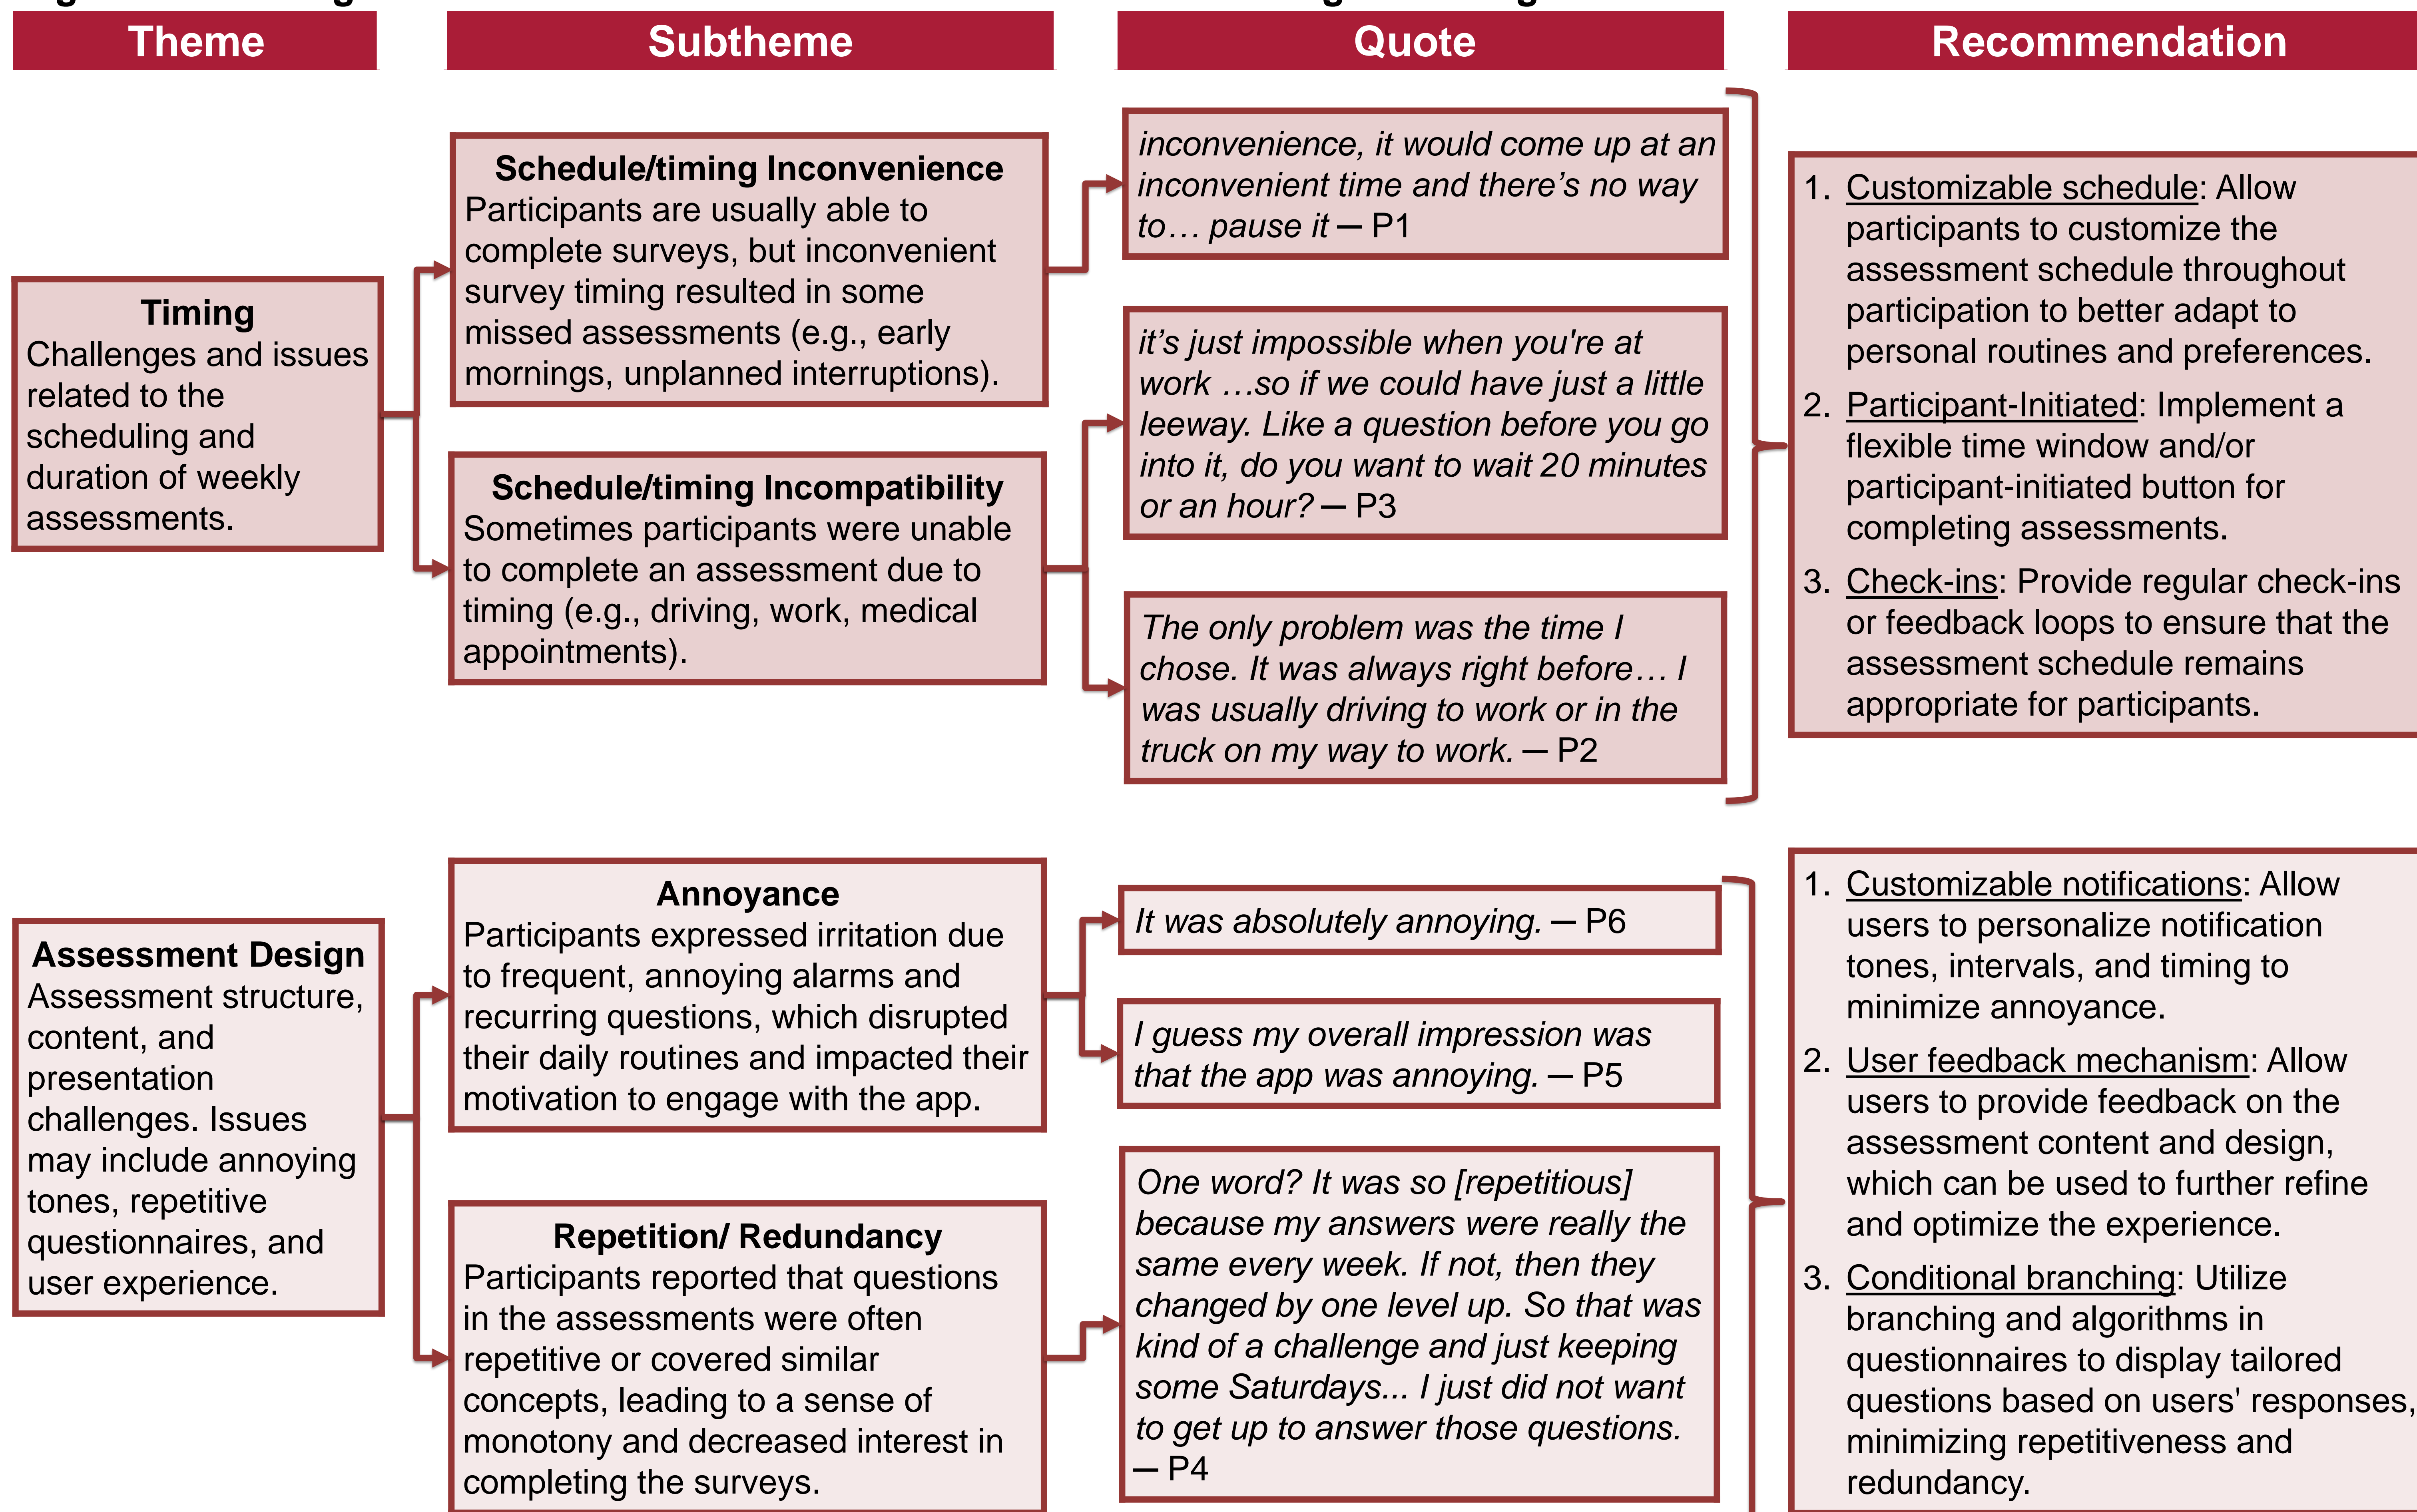 Theme
Subtheme
Quote
Recommendation
Timing
Challenges and issues
related to the
scheduling and
duration of weekly
assessments.
Schedule/timing Inconvenience
Participants are usually able to
complete surveys, but inconvenient
survey timing resulted in some
missed assessments (e.g., early
mornings, unplanned interruptions).
Schedule/timing Incompatibility
Sometimes participants were unable
to complete an assessment due to
timing (e.g., driving, work, medical
appointments).
inconvenience, it would come up at an
inconvenient time and there’s no way
to… pause it — P1
it’s just impossible when you're at
work …so if we could have just a little
leeway. Like a question before you go
into it, do you want to wait 20 minutes
or an hour? — P3
The only problem was the time I
chose. It was always right before… I
was usually driving to work or in the
truck on my way to work. — P2
1. Customizable schedule: Allow
participants to customize the
assessment schedule throughout
participation to better adapt to
personal routines and preferences.
2. Participant-Initiated: Implement a
flexible time window and/or
participant-initiated button for
completing assessments.
3. Check-ins: Provide regular check-ins
or feedback loops to ensure that the
assessment schedule remains
appropriate for participants.
Assessment Design
Assessment structure,
content, and
presentation
challenges. Issues
may include annoying
tones, repetitive
questionnaires, and
user experience.
Annoyance
Participants expressed irritation due
to frequent, annoying alarms and
recurring questions, which disrupted
their daily routines and impacted their
motivation to engage with the app.
Repetition/ Redundancy
Participants reported that questions
in the assessments were often
repetitive or covered similar
concepts, leading to a sense of
monotony and decreased interest in
completing the surveys.
It was absolutely annoying. — P6
I guess my overall impression was
that the app was annoying. — P5
One word? It was so [repetitious]
because my answers were really the
same every week. If not, then they
changed by one level up. So that was
kind of a challenge and just keeping
some Saturdays... I just did not want
to get up to answer those questions.
— P4
1. Customizable notifications: Allow
users to personalize notification
tones, intervals, and timing to
minimize annoyance.
2. User feedback mechanism: Allow
users to provide feedback on the
assessment content and design,
which can be used to further refine
and optimize the experience.
3. Conditional branching: Utilize
branching and algorithms in
questionnaires to display tailored
questions based on users' responses,
minimizing repetitiveness and
redundancy.